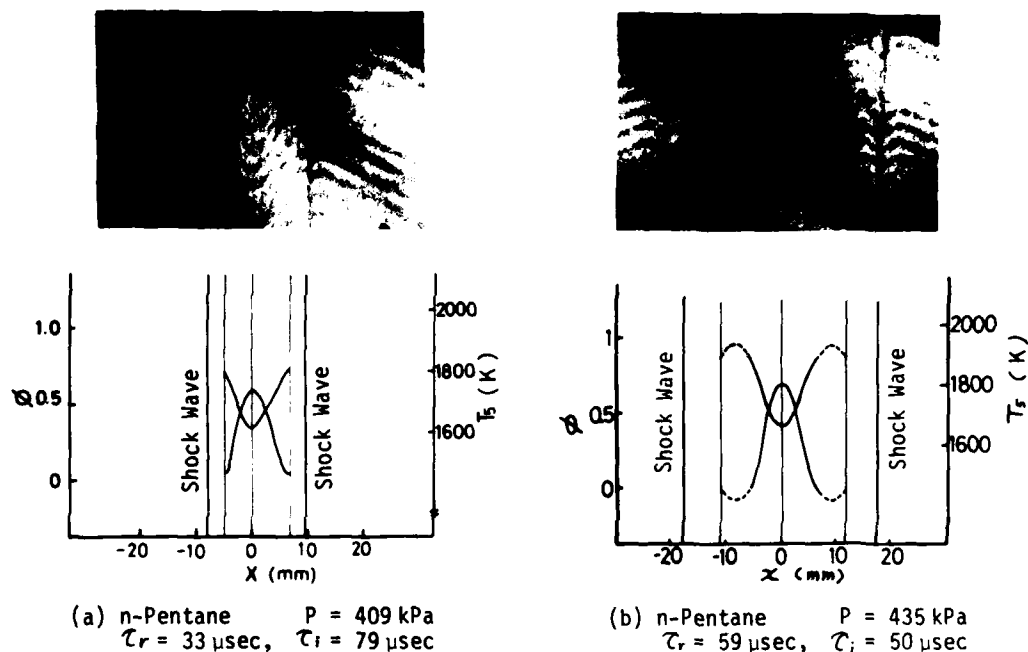 1.0
0.5
0
ø
Shock Wave
Shock Wave
2000
1800
1600
T5 (K)
-20 -10 0 10 20
X (mm)
(a) n-Pentane P = 409 kPa
τr = 33 μsec, τi = 79 μsec
1
0.5
0
ø
Shock Wave
Shock Wave
2000
1800
1600
T5 (K)
-20 -10 0 10 20
x (mm)
(b) n-Pentane P = 435 kPa
τr = 59 μsec, τi = 50 μsec